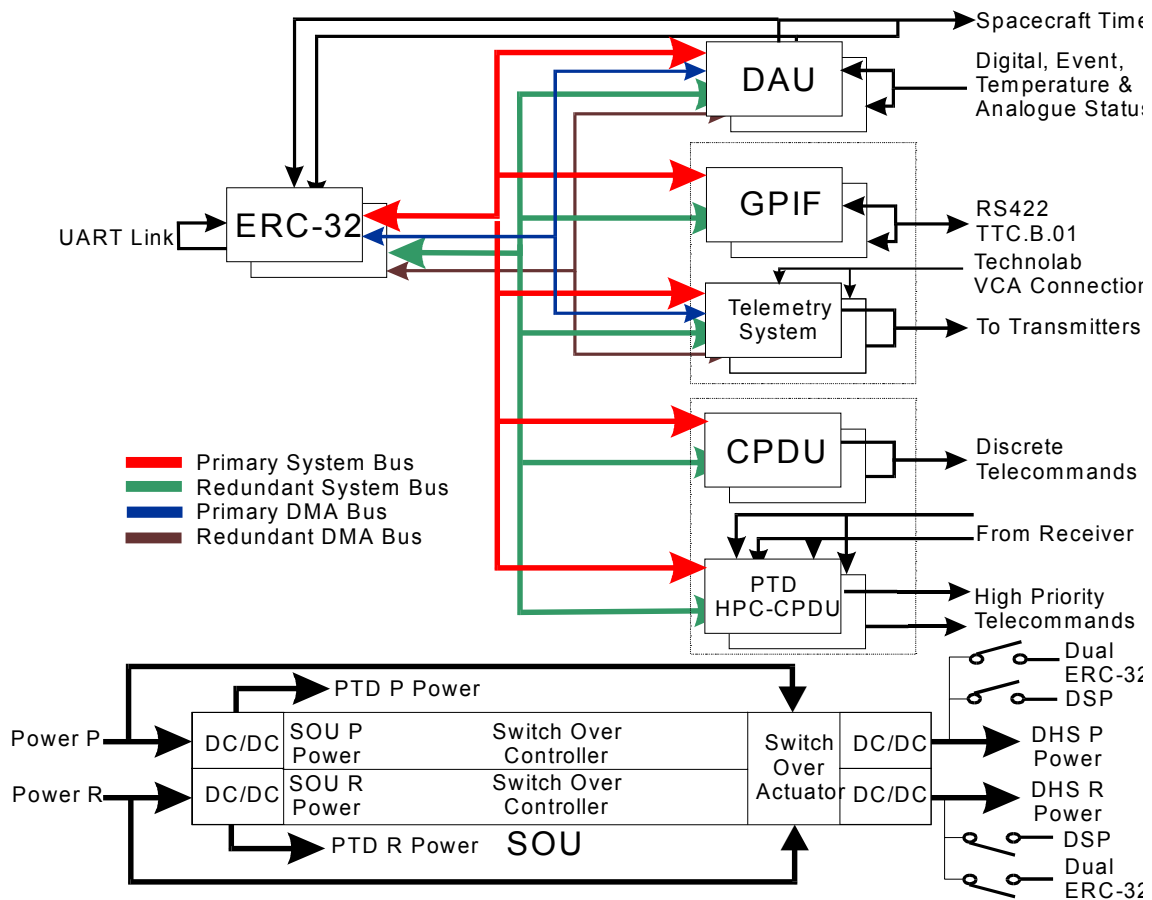 Spacecraft Time
DAU
Digital, Event,
Temperature &
Analogue Status
GPIF
ERC-32
RS422
TTC.B.01
UART Link
Technolab
VCA Connection
Telemetry
System
To Transmitters
CPDU
Discrete
Telecommands
Primary System Bus
Redundant System Bus
Primary DMA Bus
Redundant DMA Bus
From Receiver
PTD
HPC-CPDU
High Priority
Telecommands
Dual
ERC-32
DSP
PTD P Power
Power P
DC/DC
SOU P
Power
Switch Over
Controller
Switch
Over
Actuator
DC/DC
DHS P
Power
Power R
DC/DC
SOU R
Power
Switch Over
Controller
DC/DC
DHS R
Power
PTD R Power
SOU
DSP
Dual
ERC-32